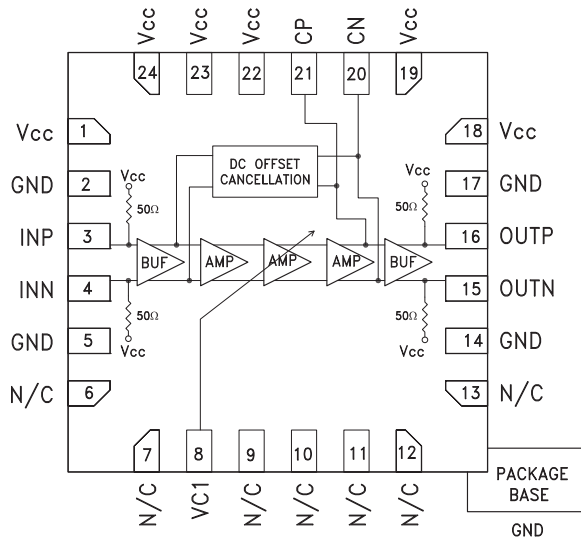 Vcc Vcc Vcc CP CN Vcc
24 23 22 21 20 19
Vcc 1
18 Vcc
DC OFFSET
CANCELLATION
GND 2
Vcc
Vcc
17 GND
50Ω
50Ω
INP 3
16 OUTP
BUF AMP AMP AMP BUF
INN 4
15 OUTN
50Ω
50Ω
GND 5
Vcc
Vcc
14 GND
N/C 6
13 N/C
7 8 9 10 11 12
N/C VC1 N/C N/C N/C N/C
PACKAGE
BASE
GND